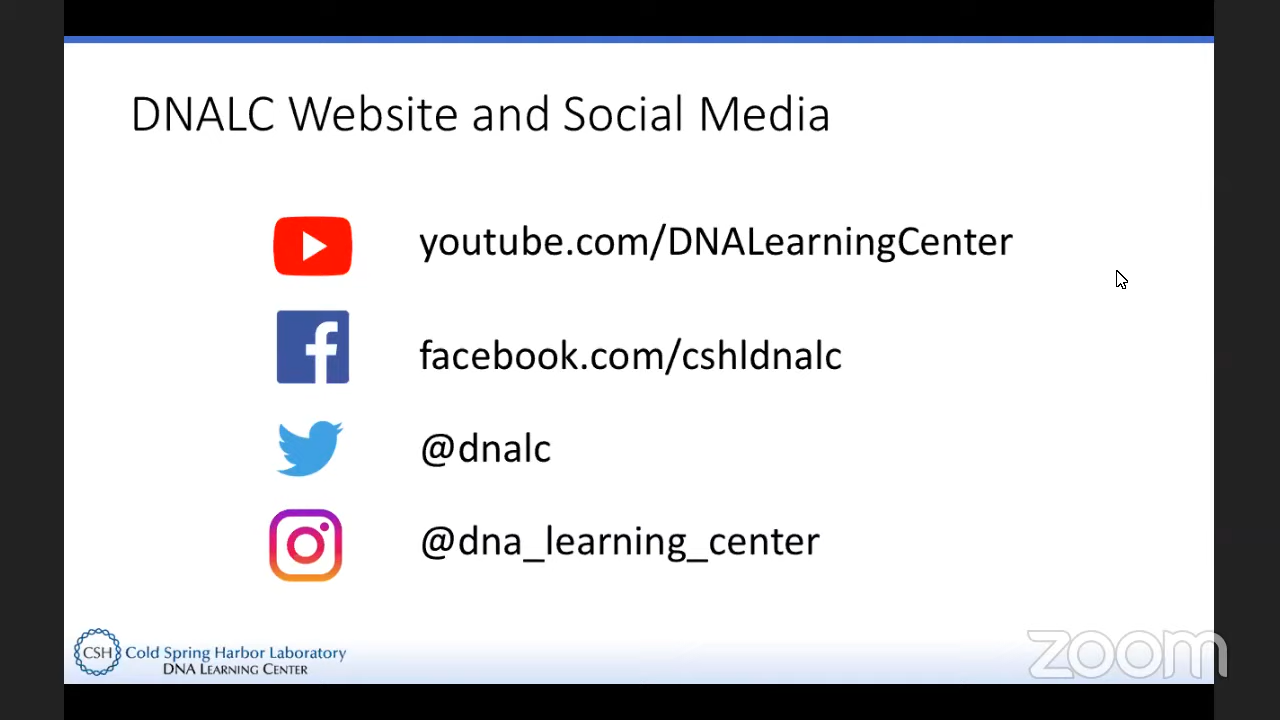 DNALC Website and Social Media
youtube.com/DNALearningCenter
facebook.com/cshldnalc
@dnalc
@dna_learning_center
CSH Cold Spring Harbor Laboratory
DNA LEARNING CENTER
zoom